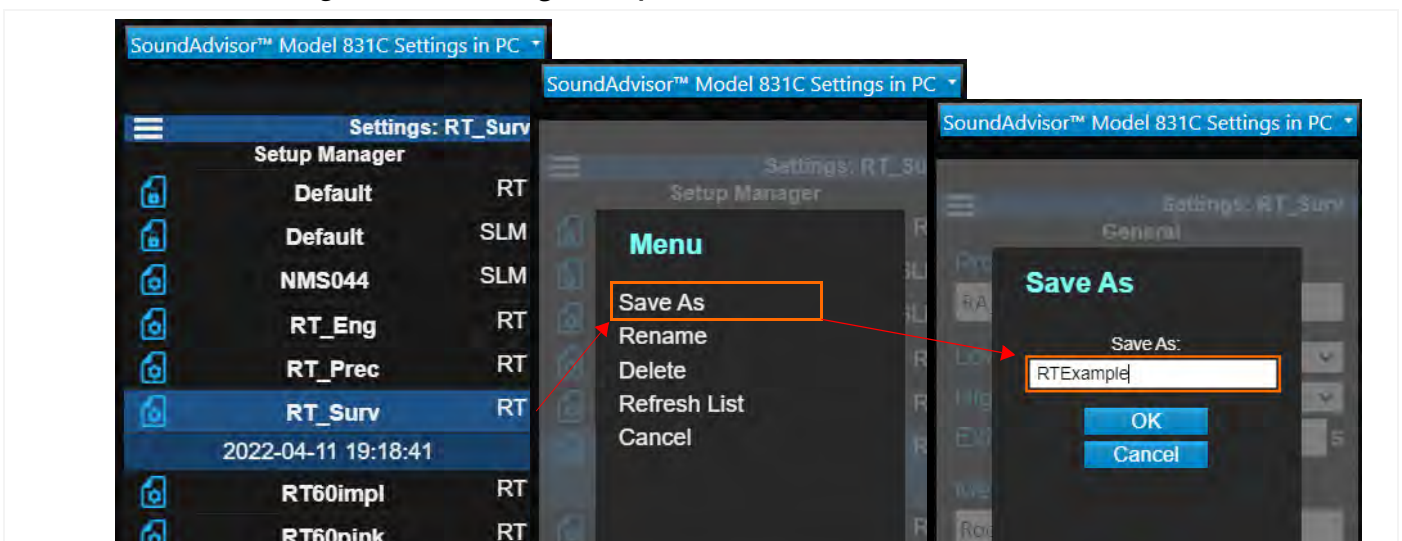 SoundAdvisor™ Model 831C Settings in PC
Settings: RT_Surv
Setup Manager
Default RT
Default SLM
NMS044 SLM
RT_Eng RT
RT_Prec RT
RT_Surv RT
2022-04-11 19:18:41
RT60impl RT
RT60pink RT
SoundAdvisor™ Model 831C Settings in PC
Settings: RT_Su
Setup Manager
Menu
Save As
Rename
Delete
Refresh List
Cancel
SoundAdvisor™ Model 831C Settings in PC
Settings: RT_Surv
General
Save As
Save As:
RTExample
OK
Cancel